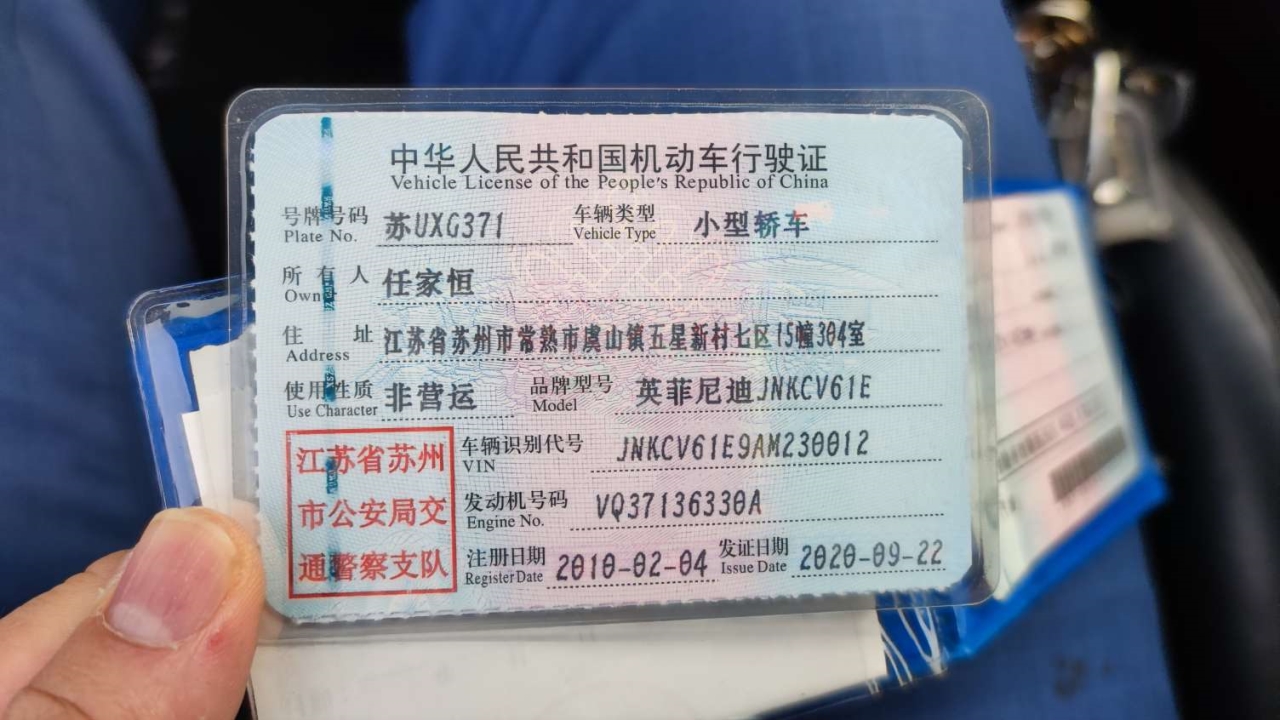 中华人民共和国机动车行驶证
Vehicle License of the People's Republic of China
号牌号码 苏UXG371 车辆类型 小型轿车
Plate No. Vehicle Type
所有人 任家恒
Owner
住址 江苏省苏州市常熟市虞山镇五星新村七区15幢304室
Address
使用性质 非营运 品牌型号 英菲尼迪JNKCV61E
Use Character Model
江苏省苏州
市公安局交
通警察支队
车辆识别代号 JNKCV61E9AM230012
VIN
发动机号码 VQ37136330A
Engine No.
注册日期 2010-02-04 发证日期 2020-09-22
Register Date Issue Date